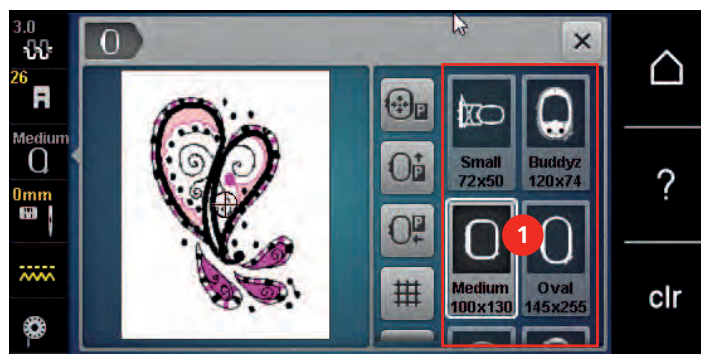 3.0
26
Medium
0mm
P
P
P
Small
72x50
Buddyz
120x74
Medium
100x130
1
Oval
145x255
?
clr